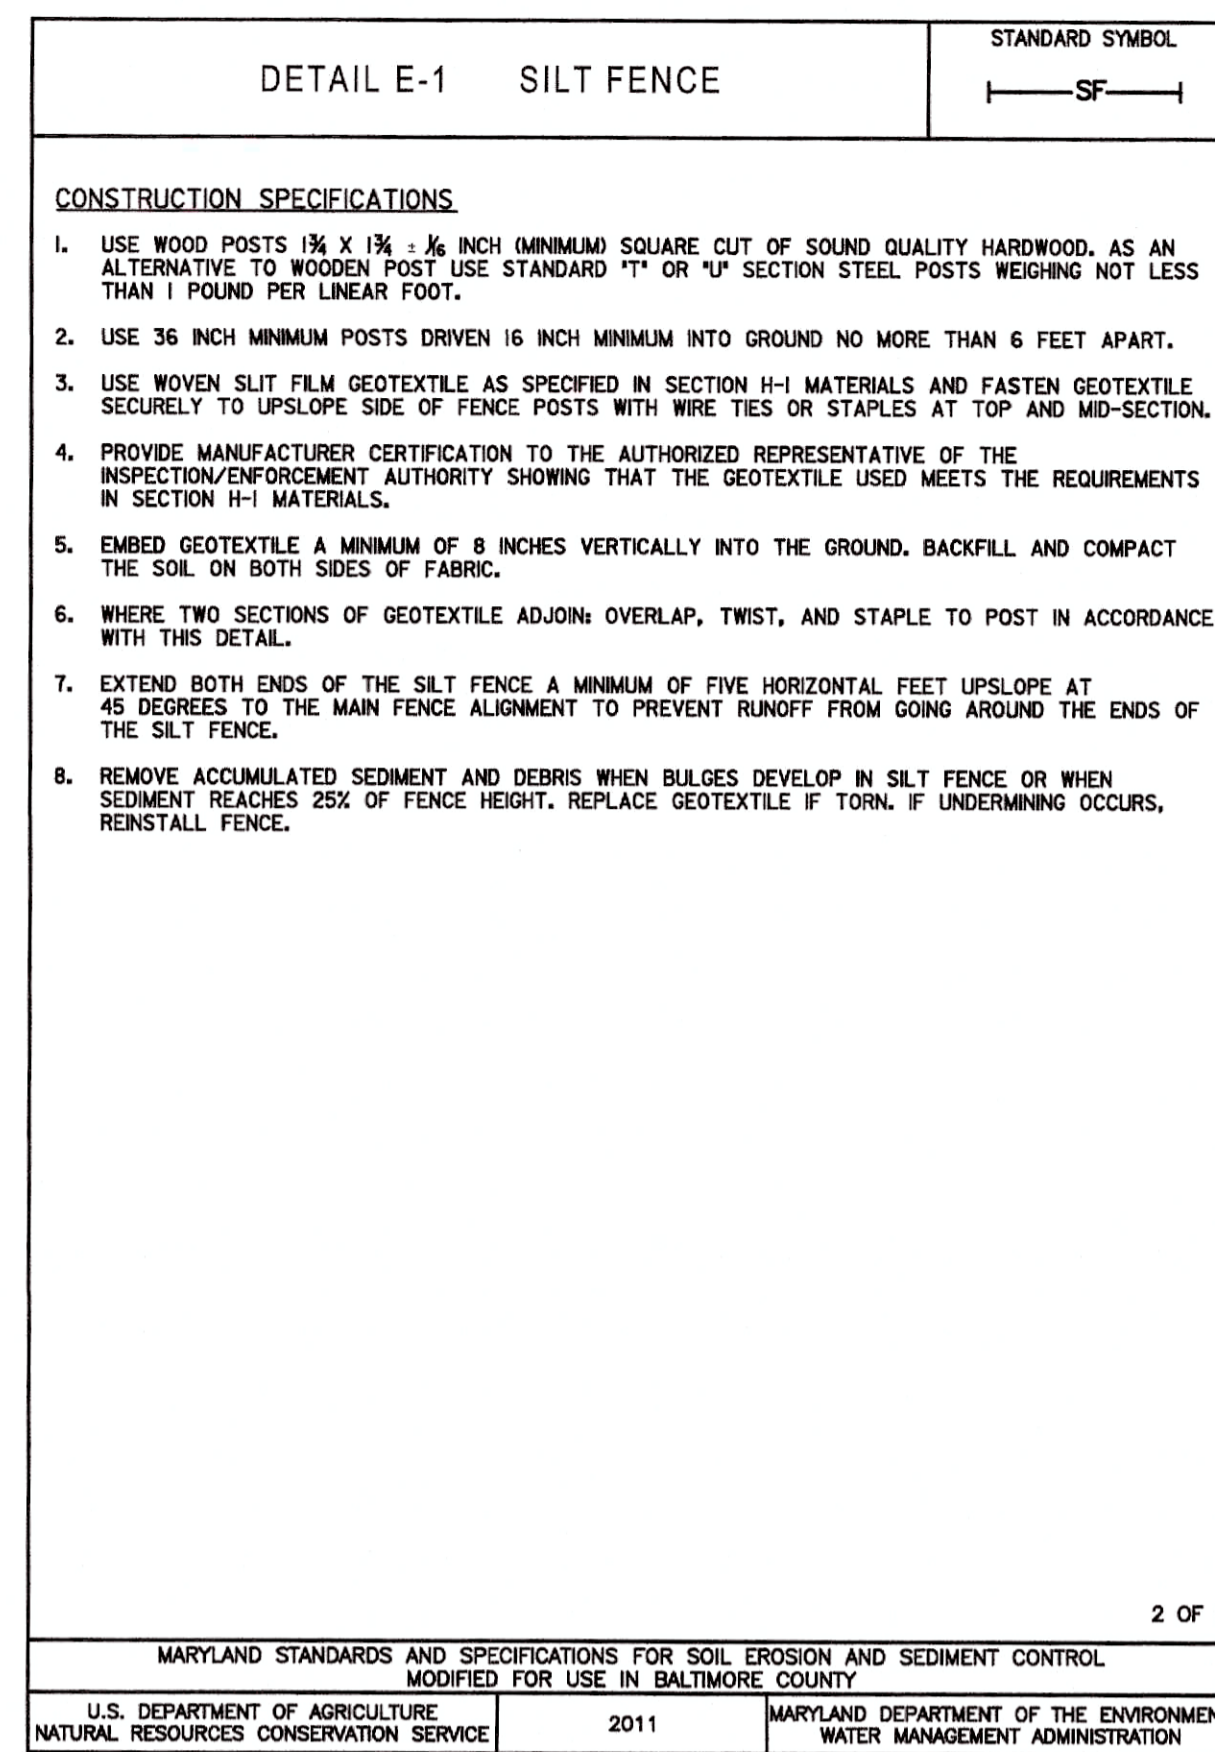 DETAIL E-1 SILT FENCE
STANDARD SYMBOL
SF
CONSTRUCTION SPECIFICATIONS
1. USE WOOD POSTS 1¾ X 1¾ ± 1/16 INCH (MINIMUM) SQUARE CUT OF SOUND QUALITY HARDWOOD. AS AN
ALTERNATIVE TO WOODEN POST USE STANDARD "T" OR "U" SECTION STEEL POSTS WEIGHING NOT LESS
THAN 1 POUND PER LINEAR FOOT.
2. USE 36 INCH MINIMUM POSTS DRIVEN 16 INCH MINIMUM INTO GROUND NO MORE THAN 6 FEET APART.
3. USE WOVEN SLIT FILM GEOTEXTILE AS SPECIFIED IN SECTION H-1 MATERIALS AND FASTEN GEOTEXTILE
SECURELY TO UPSLOPE SIDE OF FENCE POSTS WITH WIRE TIES OR STAPLES AT TOP AND MID-SECTION.
4. PROVIDE MANUFACTURER CERTIFICATION TO THE AUTHORIZED REPRESENTATIVE OF THE
INSPECTION/ENFORCEMENT AUTHORITY SHOWING THAT THE GEOTEXTILE USED MEETS THE REQUIREMENTS
IN SECTION H-1 MATERIALS.
5. EMBED GEOTEXTILE A MINIMUM OF 8 INCHES VERTICALLY INTO THE GROUND. BACKFILL AND COMPACT
THE SOIL ON BOTH SIDES OF FABRIC.
6. WHERE TWO SECTIONS OF GEOTEXTILE ADJOIN: OVERLAP, TWIST, AND STAPLE TO POST IN ACCORDANCE
WITH THIS DETAIL.
7. EXTEND BOTH ENDS OF THE SILT FENCE A MINIMUM OF FIVE HORIZONTAL FEET UPSLOPE AT
45 DEGREES TO THE MAIN FENCE ALIGNMENT TO PREVENT RUNOFF FROM GOING AROUND THE ENDS OF
THE SILT FENCE.
8. REMOVE ACCUMULATED SEDIMENT AND DEBRIS WHEN BULGES DEVELOP IN SILT FENCE OR WHEN
SEDIMENT REACHES 25% OF FENCE HEIGHT. REPLACE GEOTEXTILE IF TORN. IF UNDERMINING OCCURS,
REINSTALL FENCE.
2 OF
MARYLAND STANDARDS AND SPECIFICATIONS FOR SOIL EROSION AND SEDIMENT CONTROL
MODIFIED FOR USE IN BALTIMORE COUNTY
U.S. DEPARTMENT OF AGRICULTURE
NATURAL RESOURCES CONSERVATION SERVICE
2011
MARYLAND DEPARTMENT OF THE ENVIRONMEN
WATER MANAGEMENT ADMINISTRATION